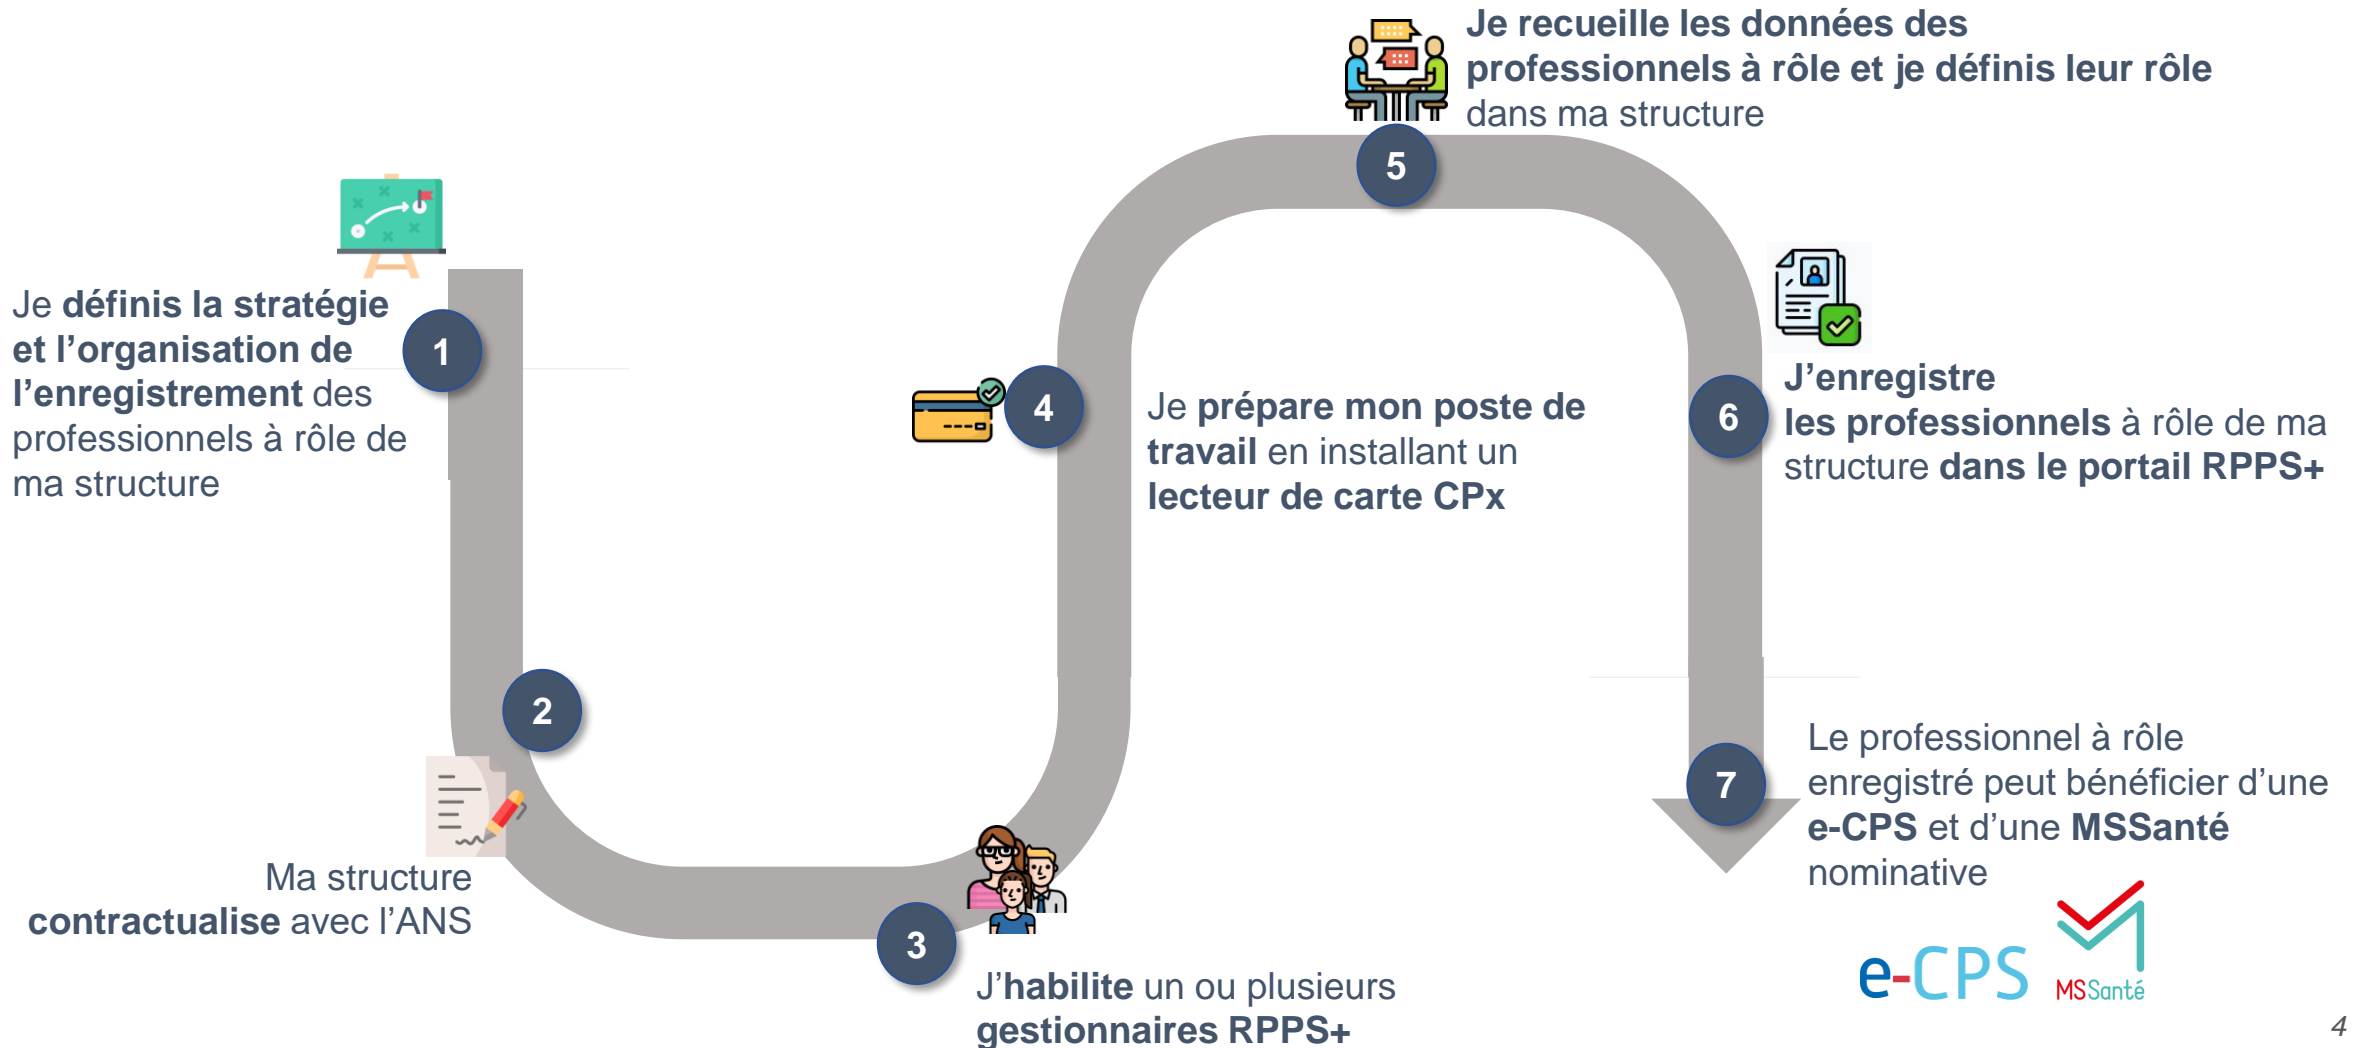 1
Je définis la stratégie
et l’organisation de
l’enregistrement des
professionnels à rôle de
ma structure
2
Ma structure
contractualise avec l’ANS
3
J’habilite un ou plusieurs
gestionnaires RPPS+
4
Je prépare mon poste de
travail en installant un
lecteur de carte CPx
5
Je recueille les données des
professionnels à rôle et je définis leur rôle
dans ma structure
6
J’enregistre
les professionnels à rôle de ma
structure dans le portail RPPS+
7
Le professionnel à rôle
enregistré peut bénéficier d’une
e-CPS et d’une MSSanté
nominative
e-CPS
MSSanté
4